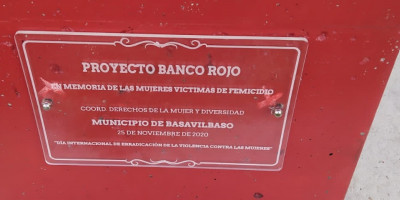 PROYECTO BANCO ROJO
EN MEMORIA DE LAS MUJERES VICTIMAS DE FEMICIDIO
COORD. DERECHOS DE LA MUJER Y DIVERSIDAD
MUNICIPIO DE BASAVILBASO
25 DE NOVIEMBRE DE 2020
"DÍA INTERNACIONAL DE ERRADICACIÓN DE LA VIOLENCIA CONTRA LAS MUJERES"